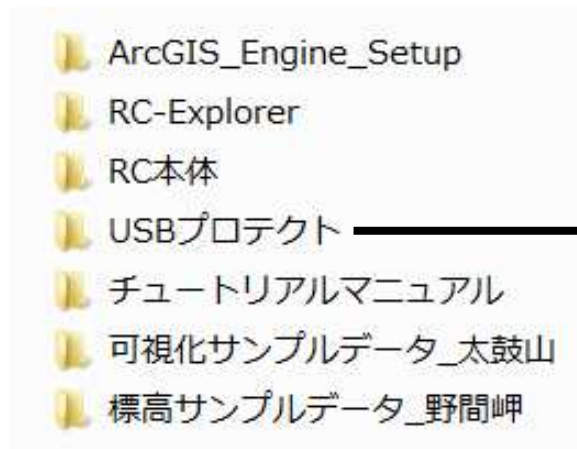 ArcGIS_Engine_Setup
RC-Explorer
RC本体
USBプロテクト
チュートリアルマニュアル
可視化サンプルデータ_太鼓山
標高サンプルデータ_野間岬